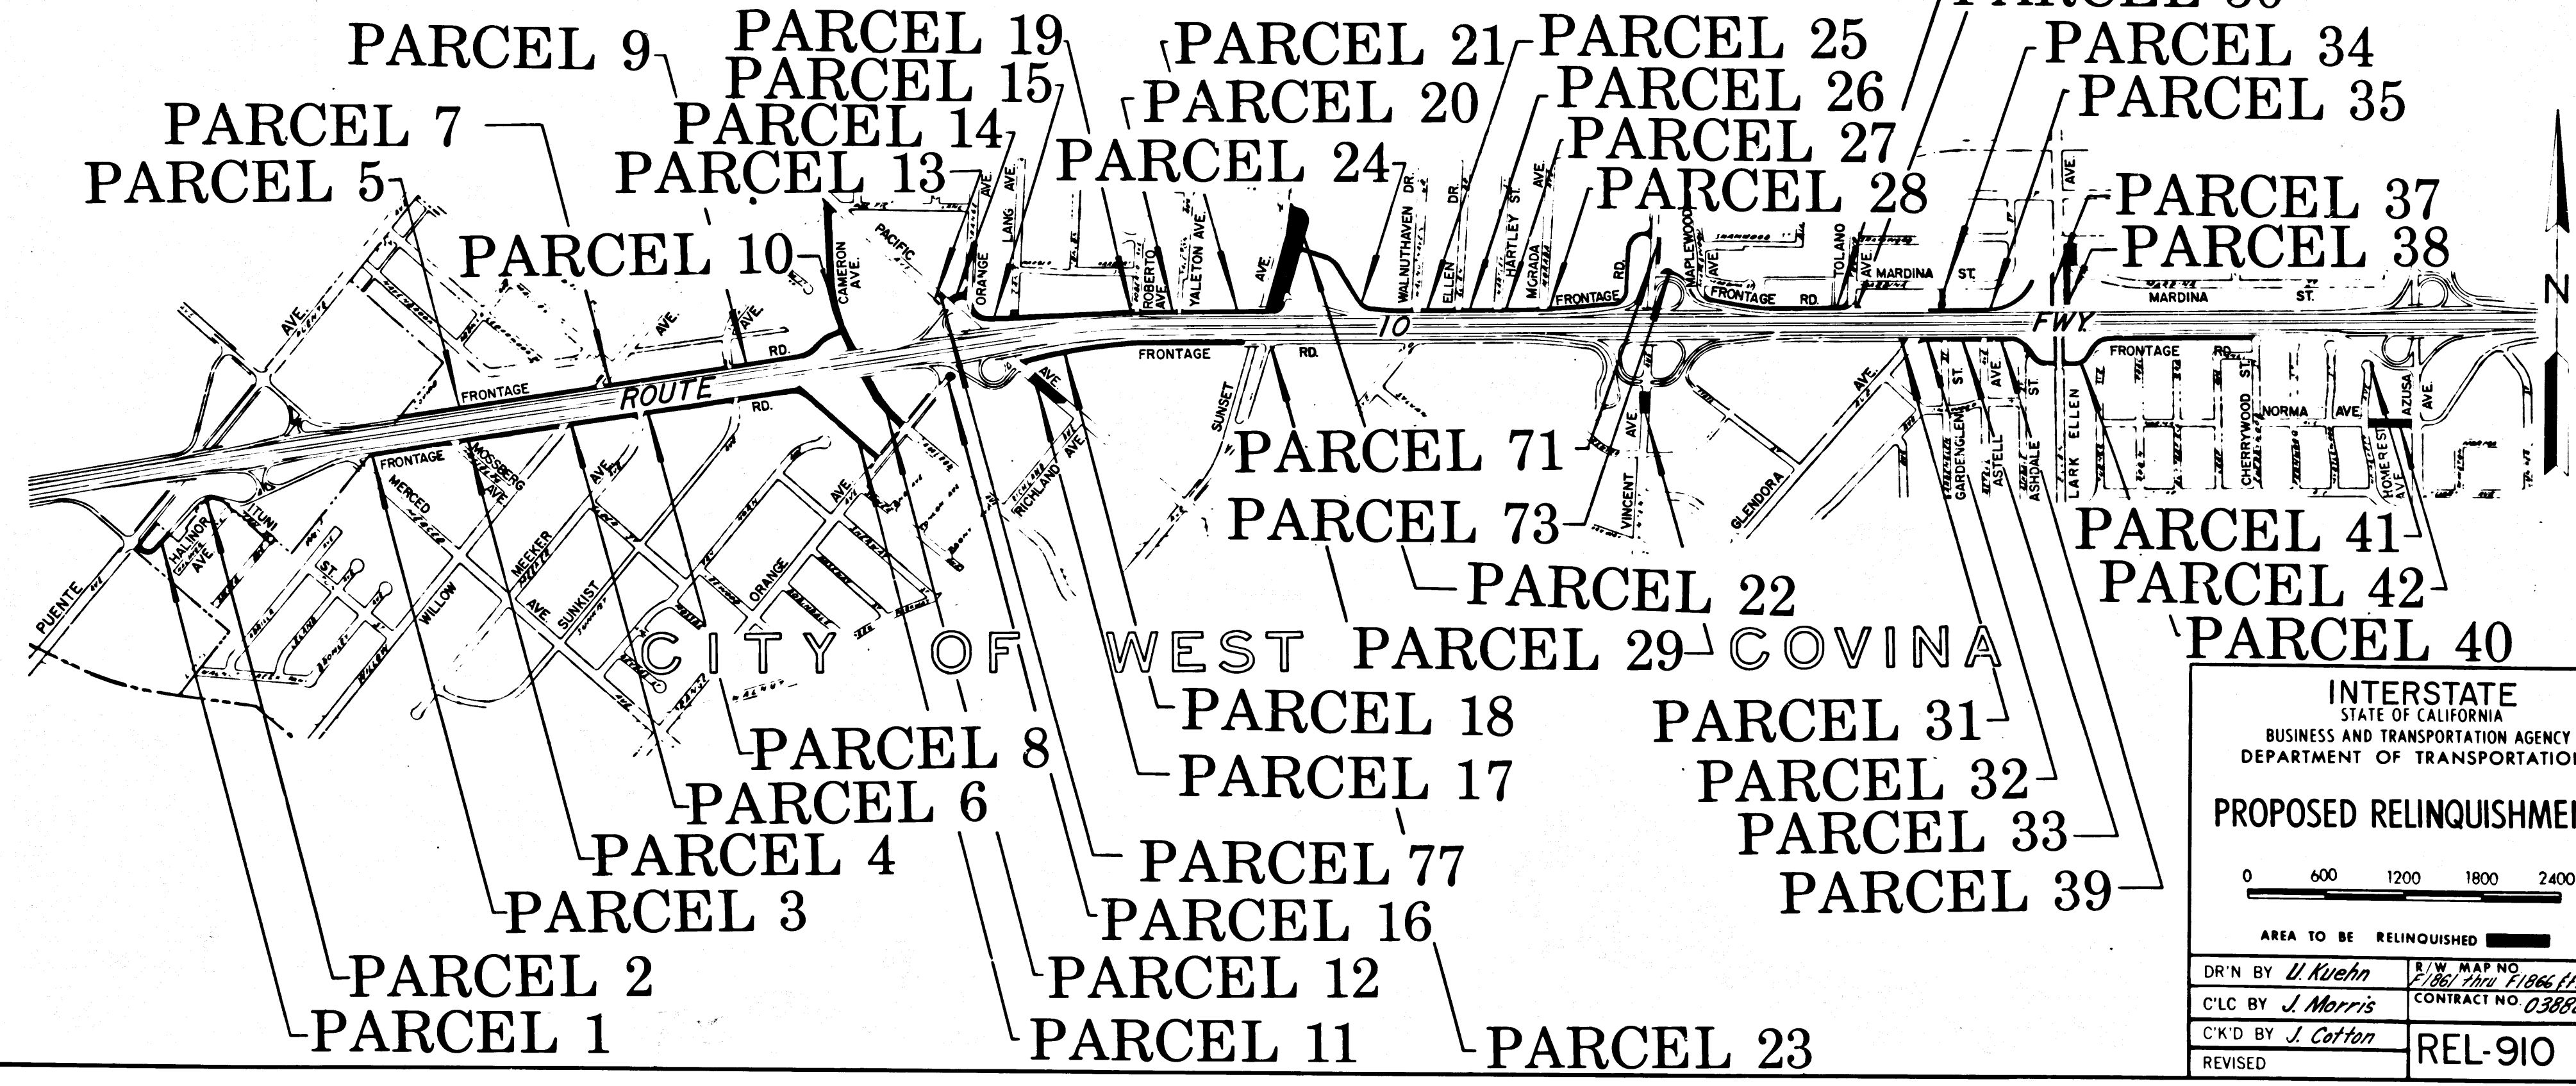 PARCEL 9
PARCEL 19
PARCEL 21
PARCEL 25
PARCEL 34
PARCEL 15
PARCEL 20
PARCEL 26
PARCEL 35
PARCEL 7
PARCEL 14
PARCEL 24
PARCEL 27
PARCEL 5
PARCEL 13
PARCEL 28
PARCEL 37
PARCEL 10
PARCEL 38
CAMERON AVE.
PACIFIC
ORANGE AVE.
LANG AVE.
ROBERTO AVE.
YALETON AVE.
AVE.
WALNUTHAVEN DR.
ELLEN DR.
HARTLEY ST.
MORADA AVE.
FRONTAGE RD.
MAPLEWOOD AVE.
FRONTAGE RD.
TOLANO AVE.
MARDINA ST.
AVE.
MARDINA ST.
AVE.
AVE.
AVE.
FRONTAGE RD.
ROUTE 10 FWY.
FRONTAGE RD.
FRONTAGE RD.
FRONTAGE RD.
AVE.
MOSSBERG AVE.
MERCED AVE
HALINOR AVE
ITUNI ST.
PUENTE
WILLOW
MEEKER AVE.
SUNKIST
ORANGE AVE.
RICHLAND AVE.
SUNSET
VINCENT AVE.
GLENDORA AVE.
GARDENGLEN ST.
ASTELL AVE.
ASHDALE ST.
LARK ELLEN
CHERRYWOOD ST.
NORMA AVE.
HOMEREST AVE
AZUSA AVE.
N
PARCEL 71
PARCEL 73
PARCEL 41
PARCEL 22
PARCEL 42
CITY OF WEST COVINA
PARCEL 29
PARCEL 40
PARCEL 18
PARCEL 31
PARCEL 8
PARCEL 17
PARCEL 32
PARCEL 6
PARCEL 33
PARCEL 4
PARCEL 77
PARCEL 39
PARCEL 3
PARCEL 16
PARCEL 2
PARCEL 12
PARCEL 1
PARCEL 11
PARCEL 23
INTERSTATE
STATE OF CALIFORNIA
BUSINESS AND TRANSPORTATION AGENCY
DEPARTMENT OF TRANSPORTATION
PROPOSED RELINQUISHME
0 600 1200 1800 2400
AREA TO BE RELINQUISHED
DR'N BY U. Kuehn
R/W MAP NO.
F1861 thru F1866
C'LC BY J. Morris
CONTRACT NO. 0388
C'K'D BY J. Cotton
REVISED
REL-910